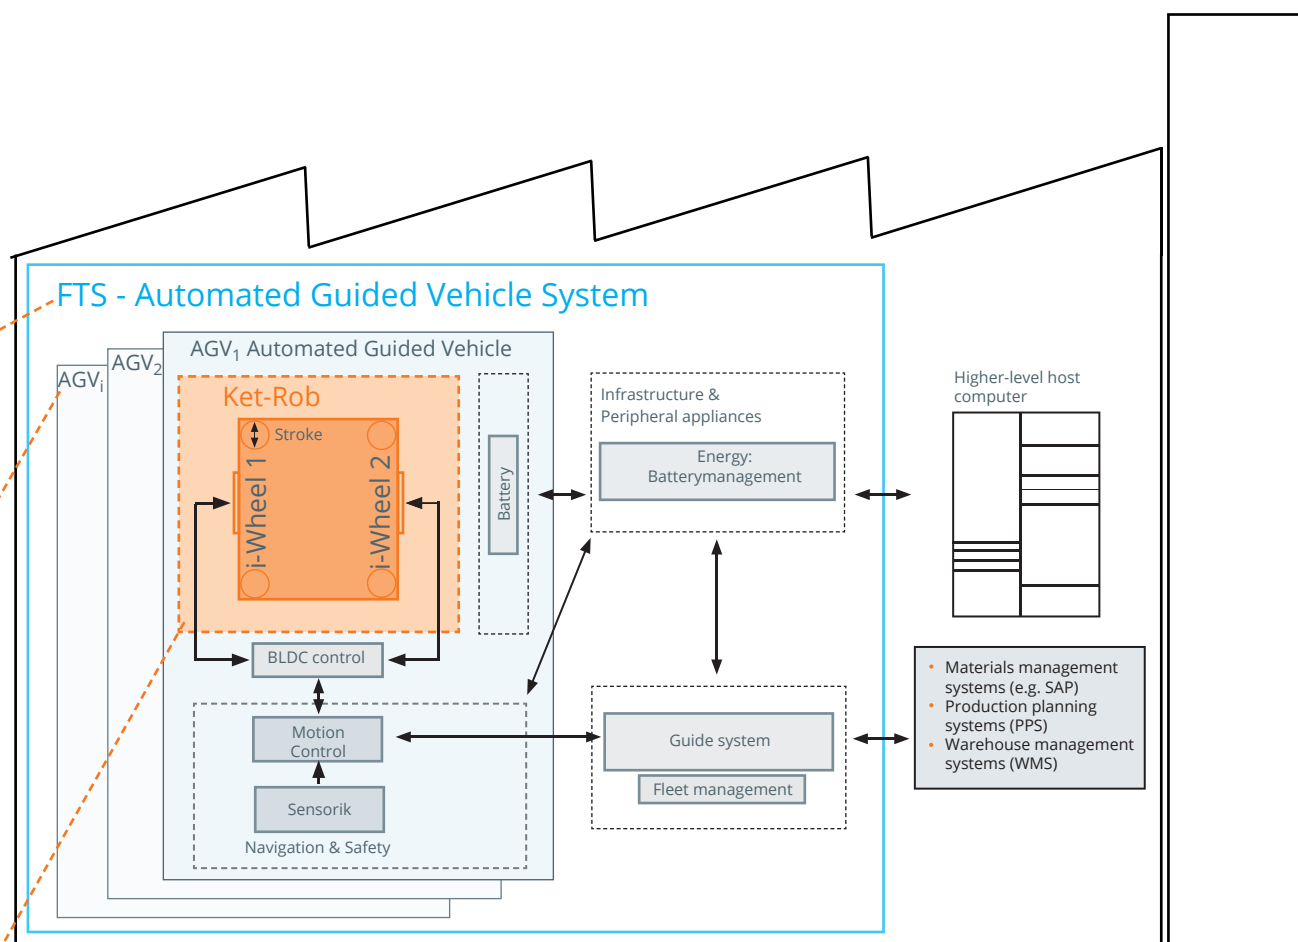 FTS - Automated Guided Vehicle System
AGV1 Automated Guided Vehicle
AGV2
AGVi
Ket-Rob
Stroke
i-Wheel 1
i-Wheel 2
Battery
BLDC control
Motion
Control
Sensorik
Navigation & Safety
Infrastructure &
Peripheral appliances
Energy:
Batterymanagement
Guide system
Fleet management
Higher-level host
computer
• Materials management
systems (e.g. SAP)
• Production planning
systems (PPS)
• Warehouse management
systems (WMS)